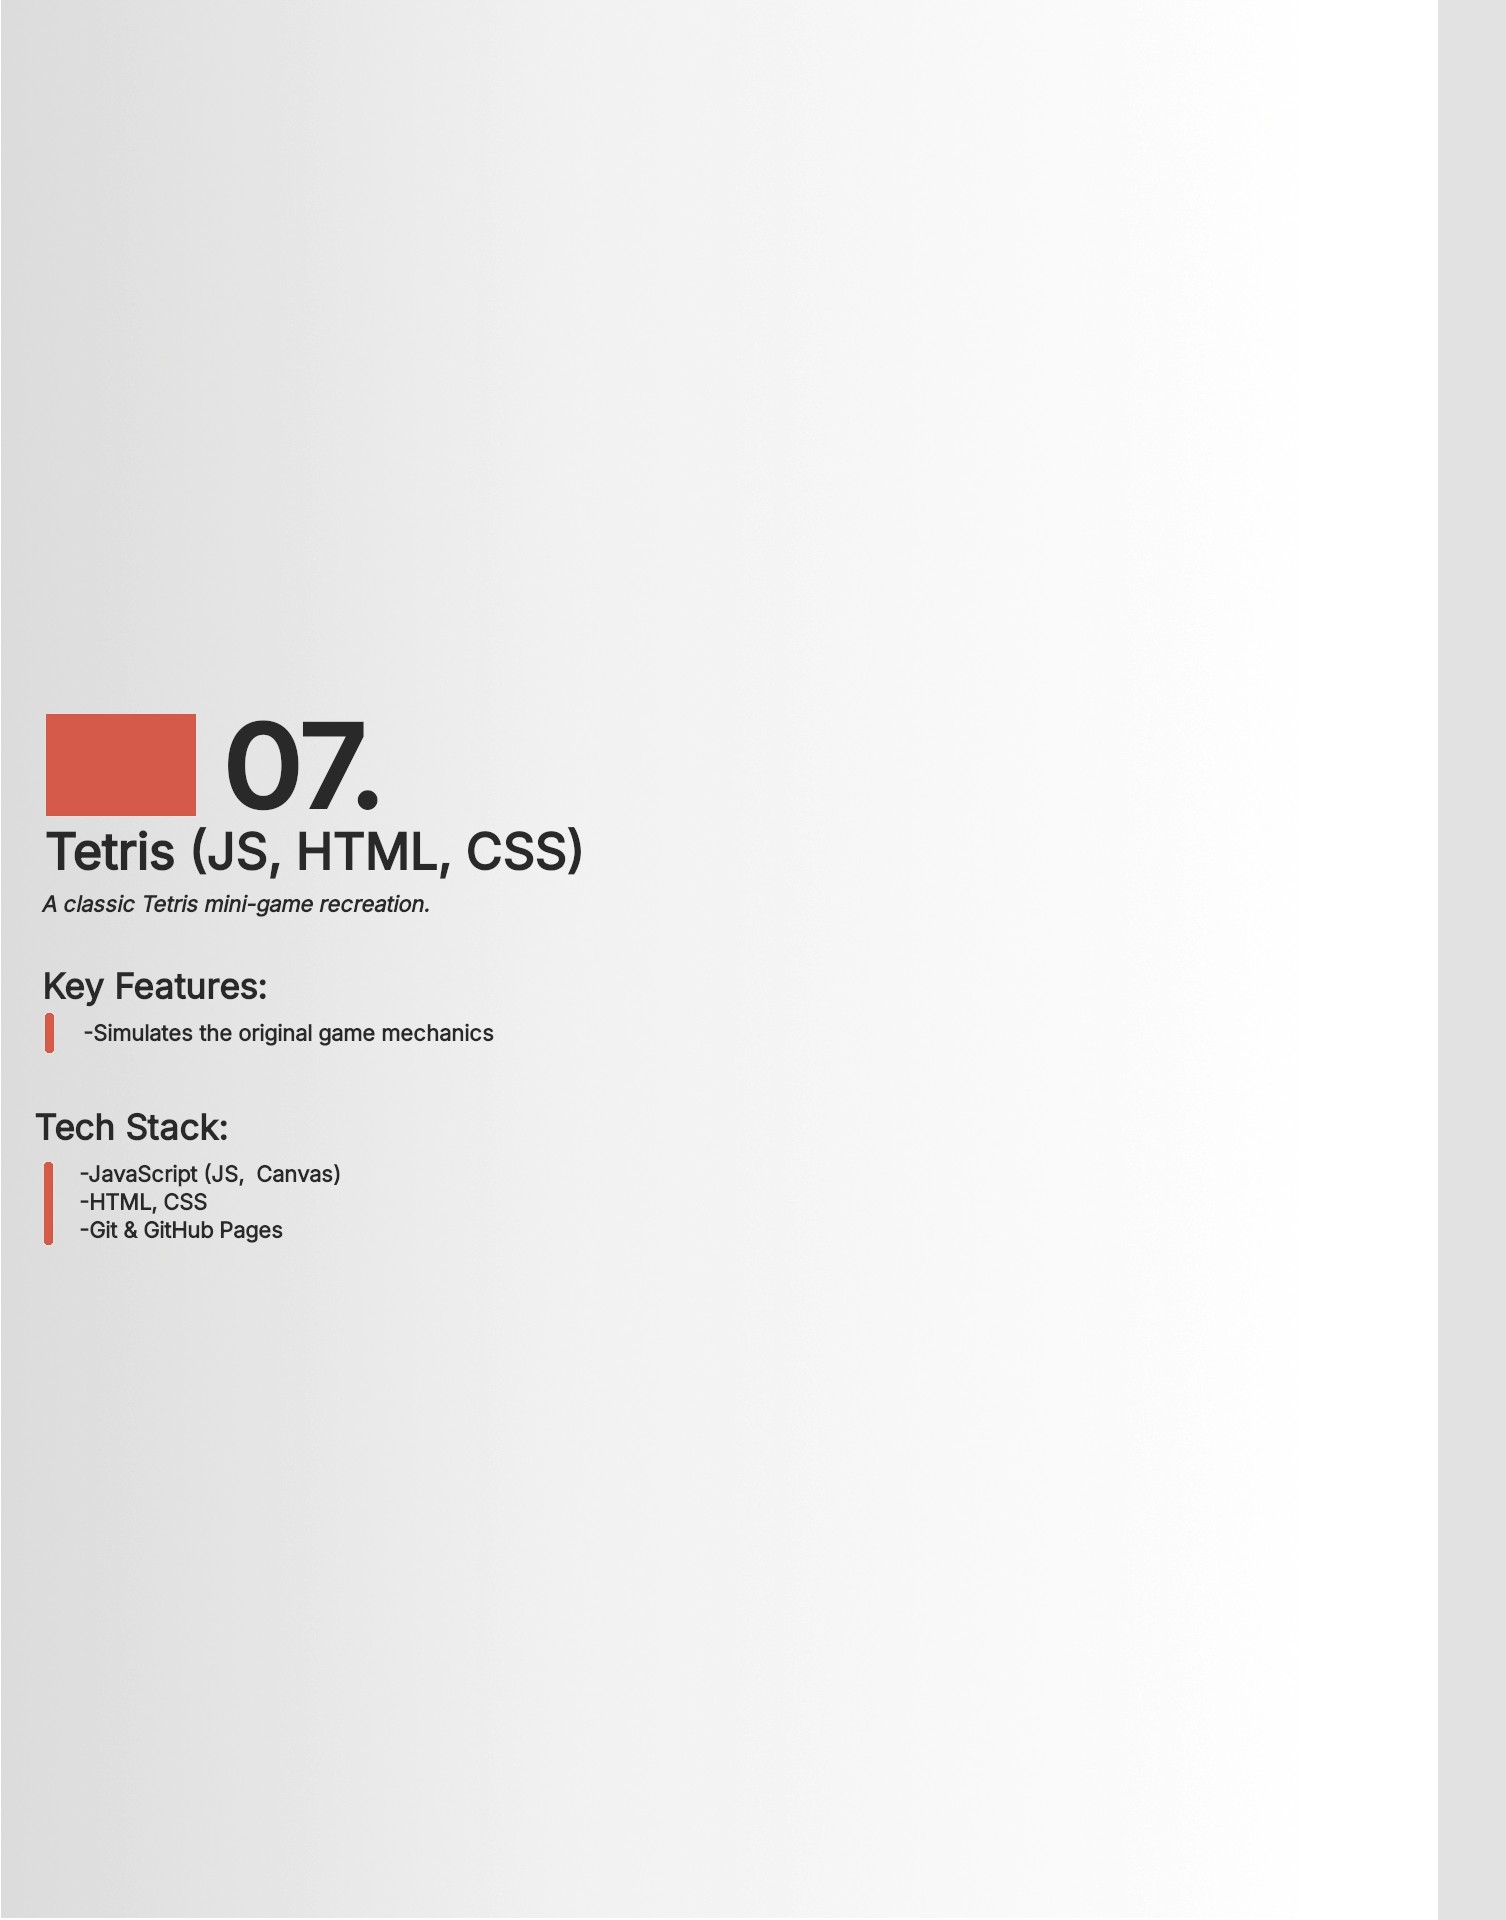 07.
Tetris (JS, HTML, CSS)
A classic Tetris mini-game recreation.
Key Features:
-Simulates the original game mechanics
Tech Stack:
-JavaScript (JS,  Canvas)
-HTML, CSS
-Git & GitHub Pages